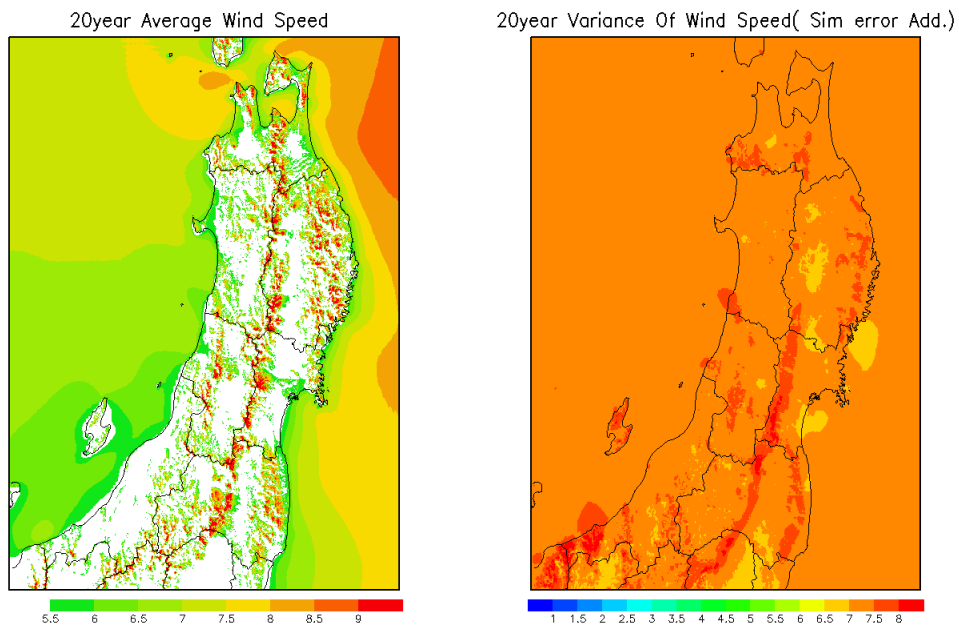 20year Average Wind Speed
20year Variance Of Wind Speed( Sim error Add.)
5.5 6 6.5 7 7.5 8 8.5 9
1 1.5 2 2.5 3 3.5 4 4.5 5 5.5 6 6.5 7 7.5 8